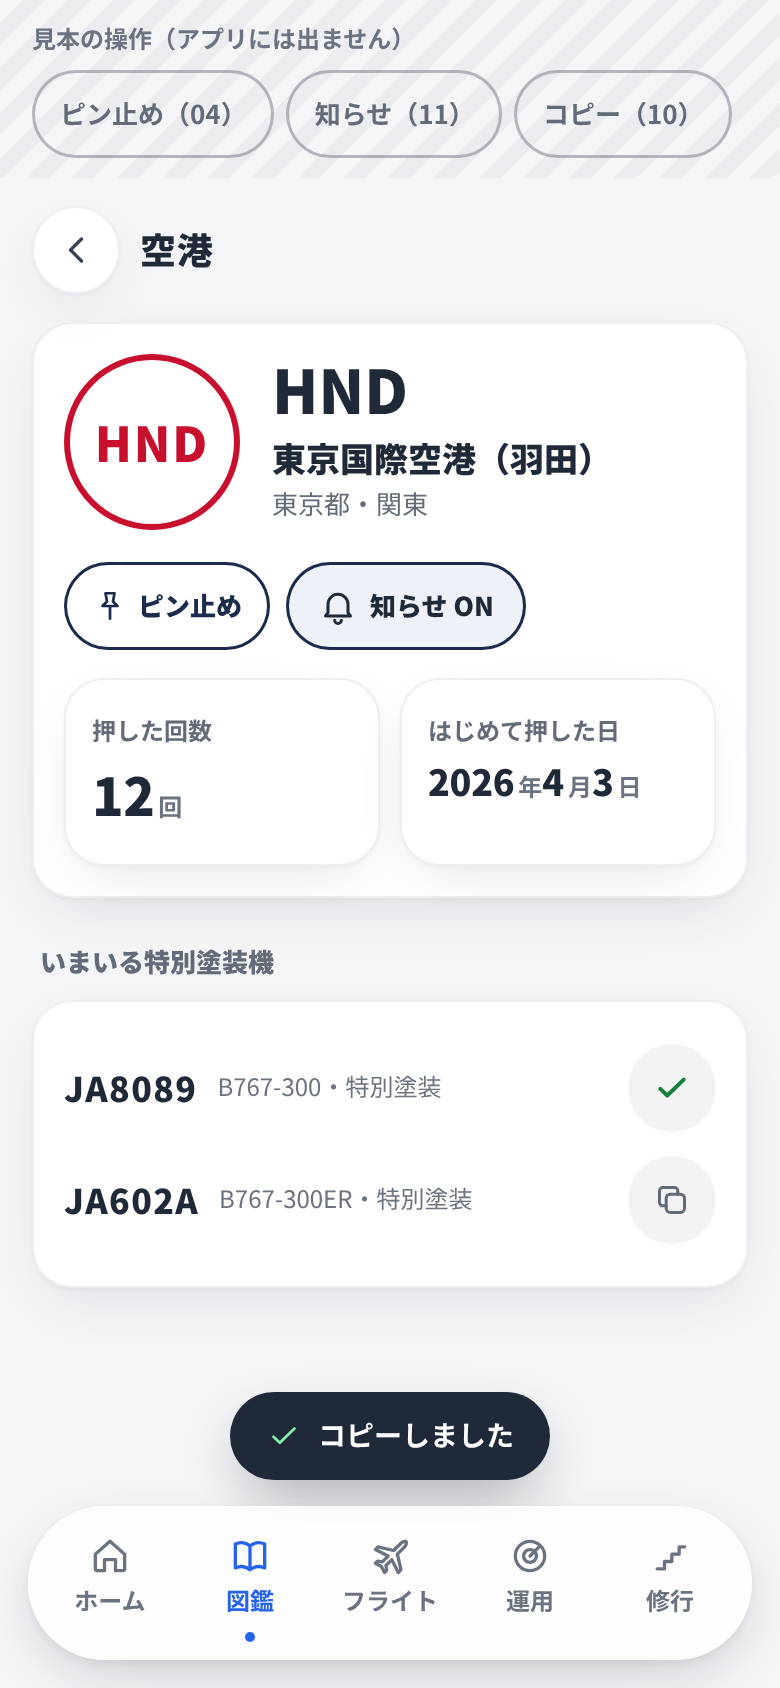 見本の操作（アプリには出ません）
ピン止め（04） 知らせ（11） コピー（10）
空港
HND
HND
東京国際空港（羽田）
東京都・関東
ピン止め 知らせ ON
押した回数 はじめて押した日
12回 2026年4月3日
いまいる特別塗装機
JA8089 B767-300・特別塗装
JA602A B767-300ER・特別塗装
コピーしました
ホーム 図鑑 フライト 運用 修行